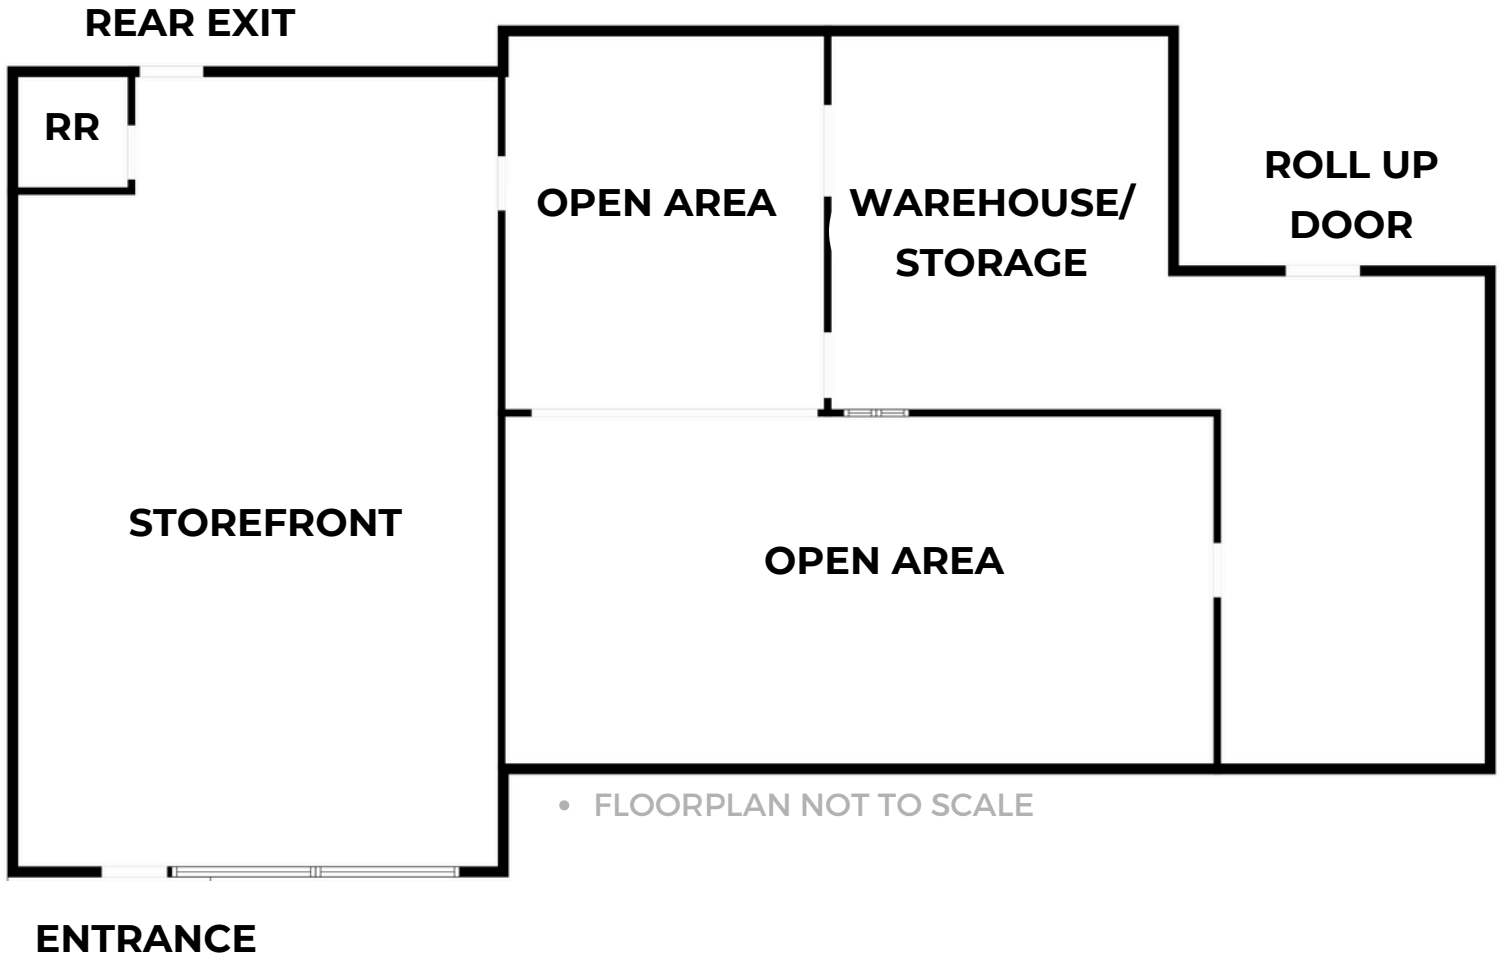 REAR EXIT
RR
OPEN AREA
WAREHOUSE/
STORAGE
ROLL UP
DOOR
STOREFRONT
OPEN AREA
• FLOORPLAN NOT TO SCALE
ENTRANCE